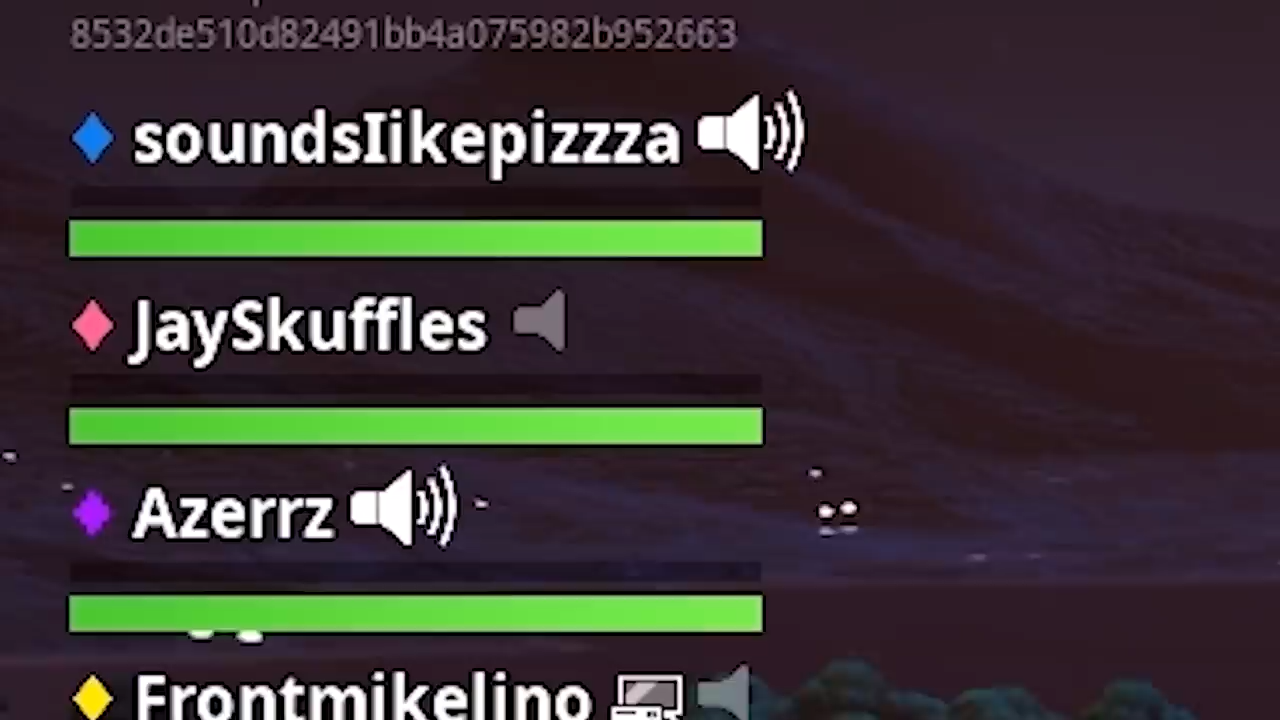 8532de510d82491bb4a075982b952663
soundsIikepizzza
JaySkuffles
Azerrz
Frontmikelino